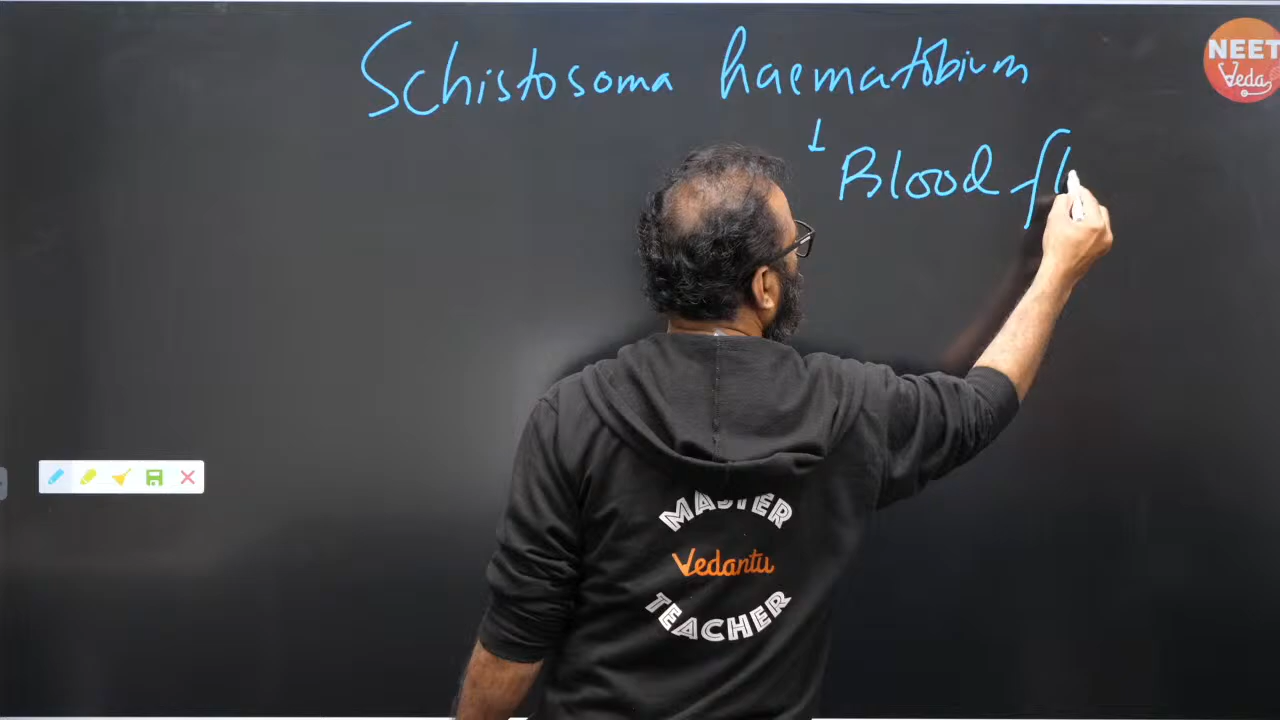 Schistosoma haematobium
NEET
Veda
↓ Blood fl
MASTER
Vedantu
TEACHER